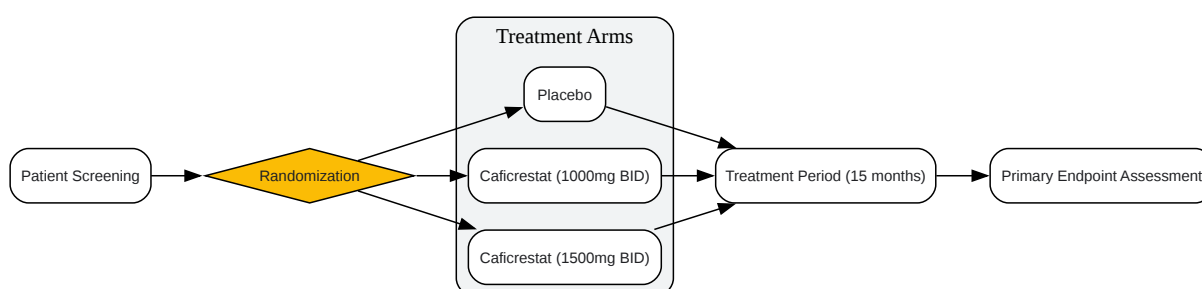 Treatment Arms
Placebo
Patient Screening
Randomization
Caficrestat (1000mg BID)
Treatment Period (15 months)
Primary Endpoint Assessment
Caficrestat (1500mg BID)